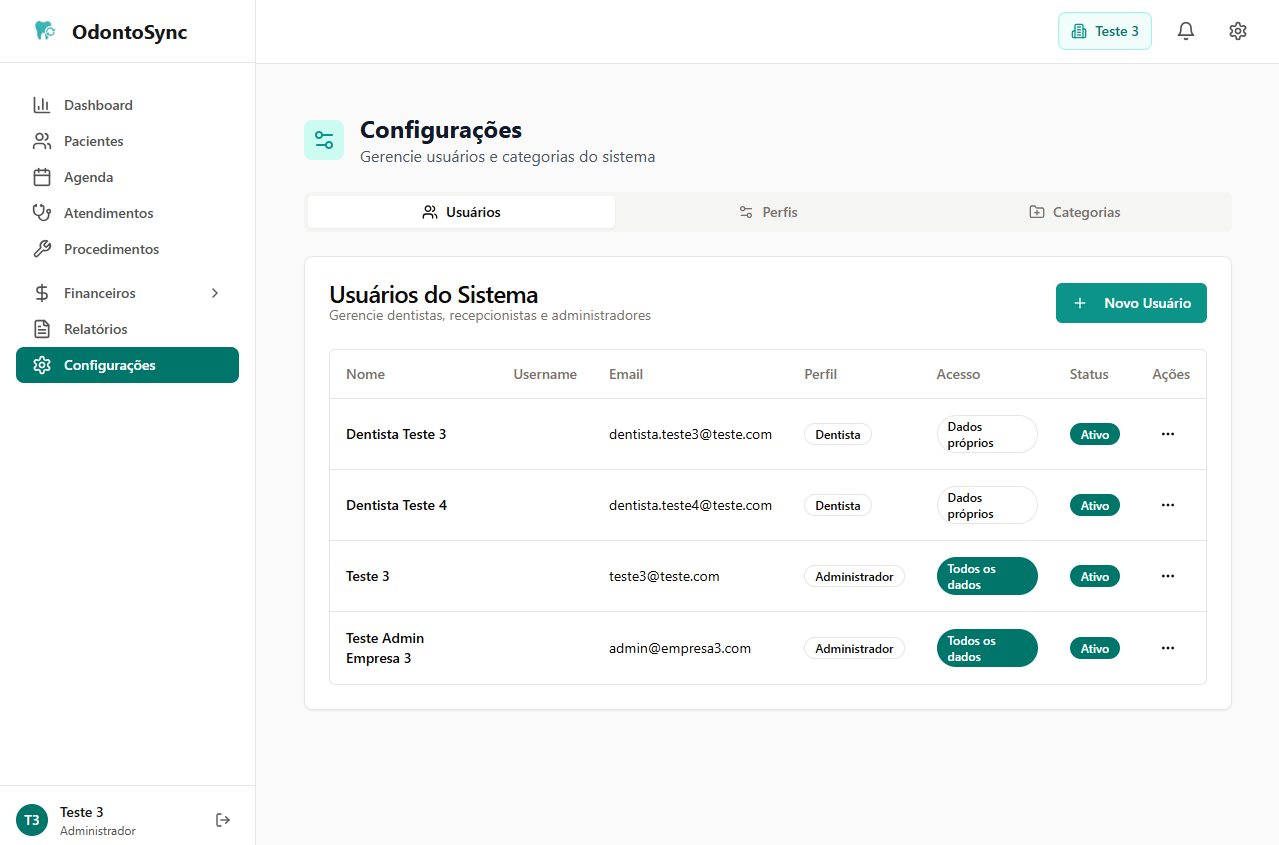 OdontoSync
Teste 3
Dashboard
Pacientes
Agenda
Atendimentos
Procedimentos
Financeiros
Relatórios
Configurações
Configurações
Gerencie usuários e categorias do sistema
Usuários
Perfis
Categorias
Usuários do Sistema
Gerencie dentistas, recepcionistas e administradores
+ Novo Usuário
Nome Username Email Perfil Acesso Status Ações
Dentista Teste 3 dentista.teste3@teste.com Dentista Dados próprios Ativo ...
Dentista Teste 4 dentista.teste4@teste.com Dentista Dados próprios Ativo ...
Teste 3 teste3@teste.com Administrador Todos os dados Ativo ...
Teste Admin Empresa 3 admin@empresa3.com Administrador Todos os dados Ativo ...
T3
Teste 3
Administrador